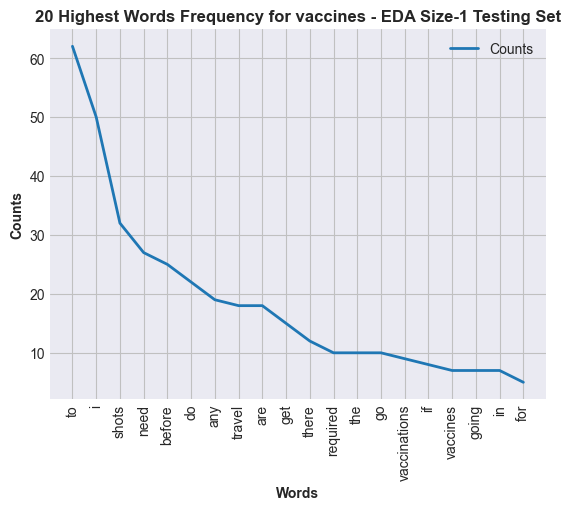 20 Highest Words Frequency for vaccines - EDA Size-1 Testing Set
Counts
60
50
40
30
20
10
Counts
to
i
shots
need
before
do
any
travel
are
get
there
required
the
go
vaccinations
if
vaccines
going
in
for
Words